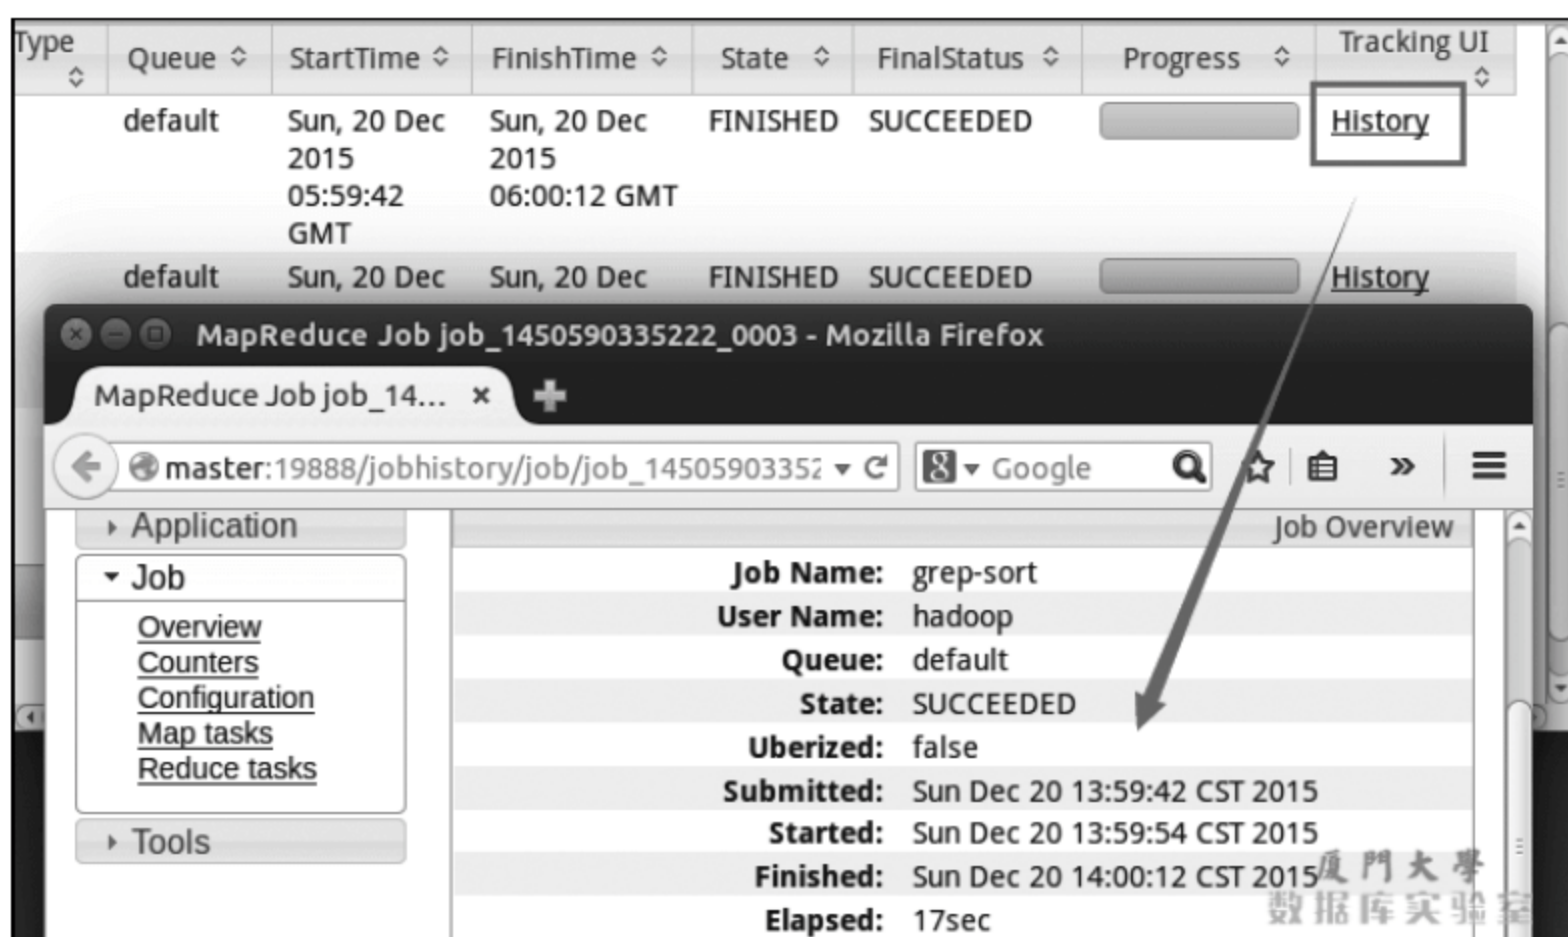 Type Queue StartTime FinishTime State FinalStatus Progress Tracking UI
default Sun, 20 Dec 2015 05:59:42 GMT Sun, 20 Dec 2015 06:00:12 GMT FINISHED SUCCEEDED History
default Sun, 20 Dec Sun, 20 Dec FINISHED SUCCEEDED History
MapReduce Job job_1450590335222_0003 - Mozilla Firefox
MapReduce Job job_14...
master:19888/jobhistory/job/job_14505903352 Google
Application
Job
Overview
Counters
Configuration
Map tasks
Reduce tasks
Tools
Job Overview
Job Name: grep-sort
User Name: hadoop
Queue: default
State: SUCCEEDED
Uberized: false
Submitted: Sun Dec 20 13:59:42 CST 2015
Started: Sun Dec 20 13:59:54 CST 2015
Finished: Sun Dec 20 14:00:12 CST 2015
Elapsed: 17sec
厦門大學
数据库实验室